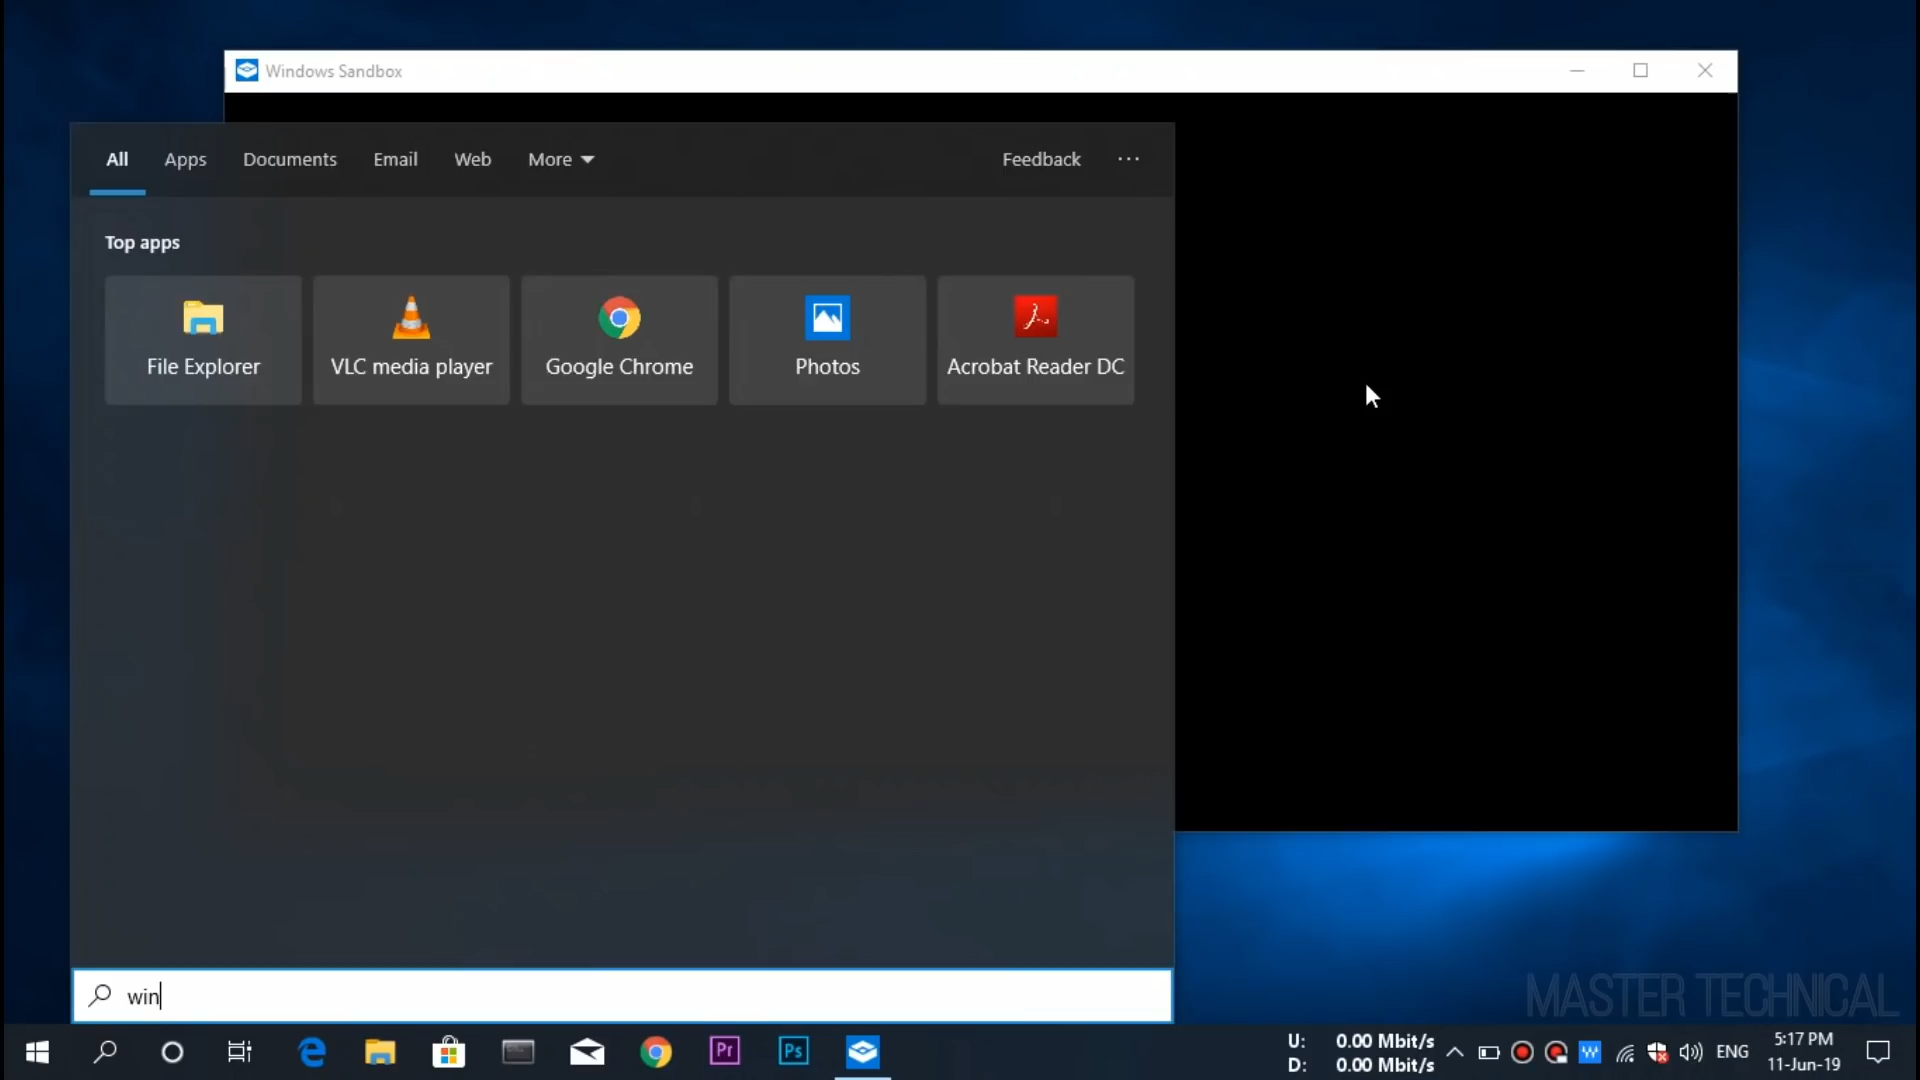 Windows Sandbox
All Apps Documents Email Web More Feedback ...
Top apps
File Explorer VLC media player Google Chrome Photos Acrobat Reader DC
win
MASTER TECHNICAL
Pr Ps U: 0.00 Mbit/s W ENG 5:17 PM
D: 0.00 Mbit/s 11-Jun-19